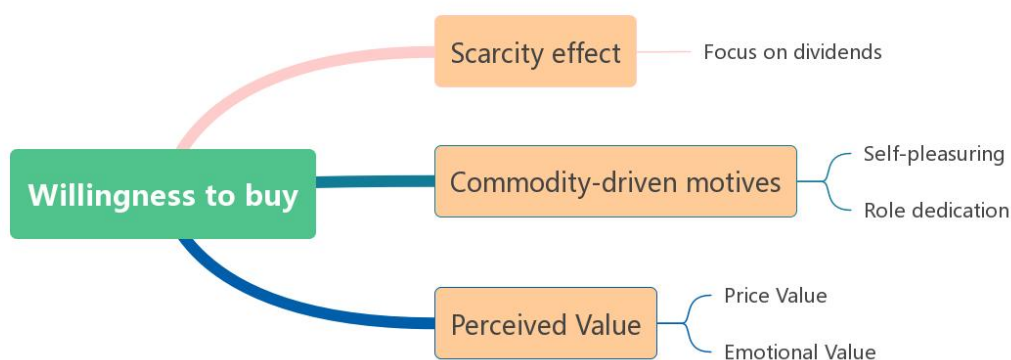 Willingness to buy
Scarcity effect
Focus on dividends
Commodity-driven motives
Self-pleasuring
Role dedication
Perceived Value
Price Value
Emotional Value